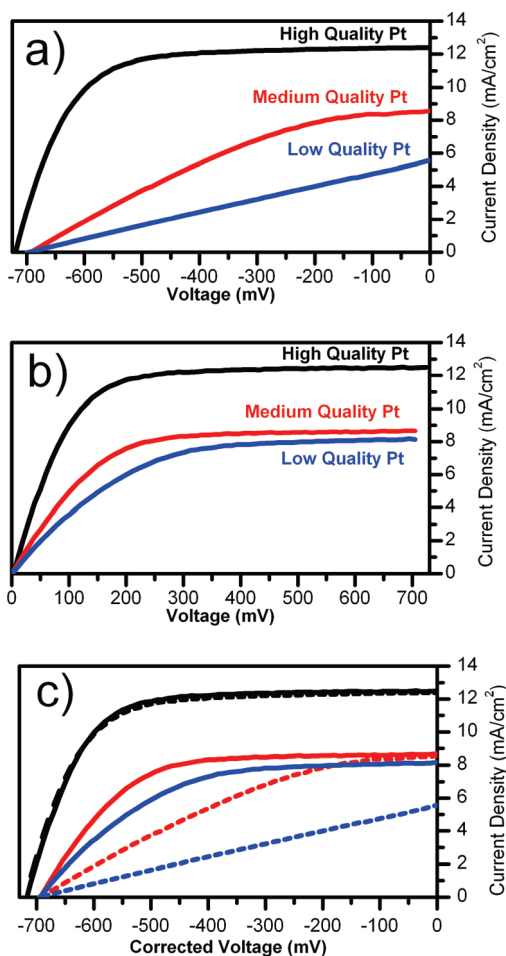 a)
High Quality Pt
Medium Quality Pt
Low Quality Pt
14
12
10
8
6
4
2
0
Current Density (mA/cm²)
-700 -600 -500 -400 -300 -200 -100 0
Voltage (mV)
b)
High Quality Pt
Medium Quality Pt
Low Quality Pt
14
12
10
8
6
4
2
0
Current Density (mA/cm²)
0 100 200 300 400 500 600 700
Voltage (mV)
c)
14
12
10
8
6
4
2
0
Current Density (mA/cm²)
-700 -600 -500 -400 -300 -200 -100 0
Corrected Voltage (mV)